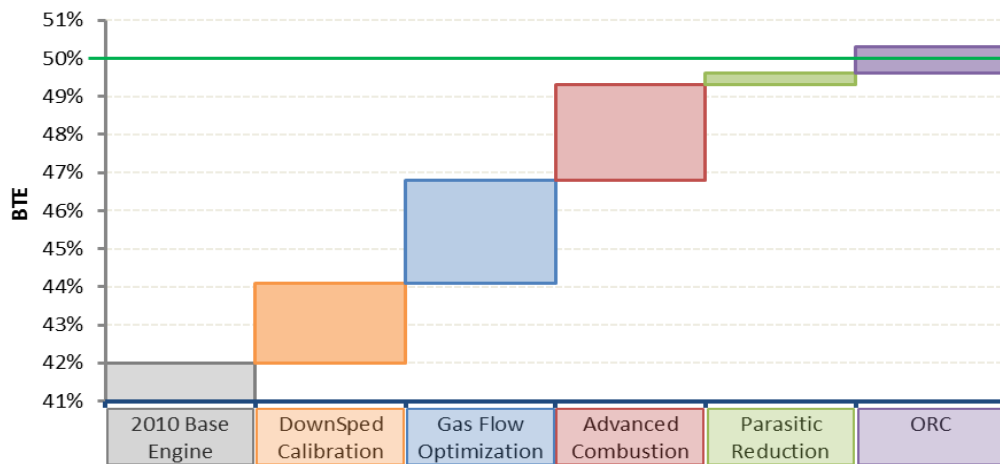 51%
50%
49%
48%
47%
46%
45%
44%
43%
42%
41%
BTE
2010 Base
Engine
DownSped
Calibration
Gas Flow
Optimization
Advanced
Combustion
Parasitic
Reduction
ORC